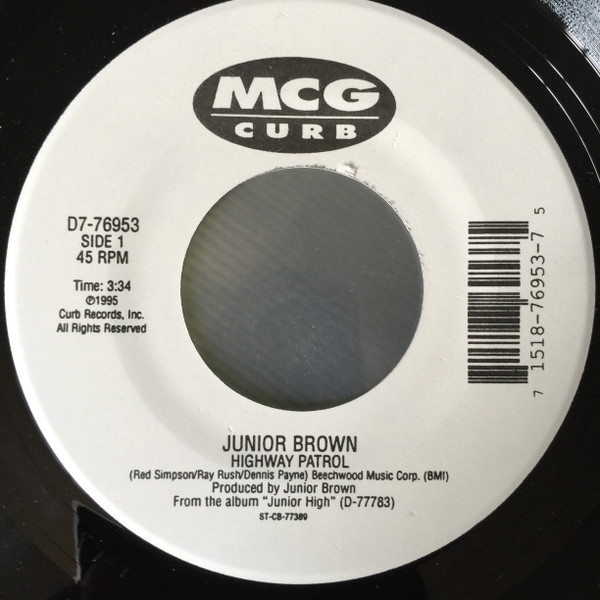 MCG
CURB
D7-76953
SIDE 1
45 RPM
Time: 3:34
℗1995
Curb Records, Inc.
All Rights Reserved
7 1518-76953-7 5
JUNIOR BROWN
HIGHWAY PATROL
(Red Simpson/Ray Rush/Dennis Payne) Beechwood Music Corp. (BMI)
Produced by Junior Brown
From the album "Junior High" (D-77783)
ST-CB-77389